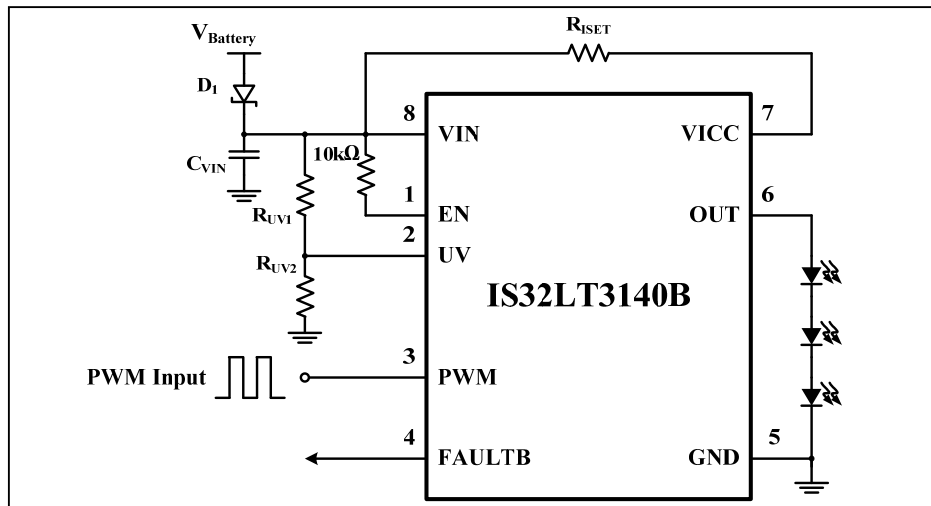 V_Battery
R_ISET
D1
8
VIN
VICC
7
C_VIN
10kΩ
R_UV1
1
EN
OUT
6
2
UV
R_UV2
IS32LT3140B
PWM Input
3
PWM
4
FAULTB
GND
5